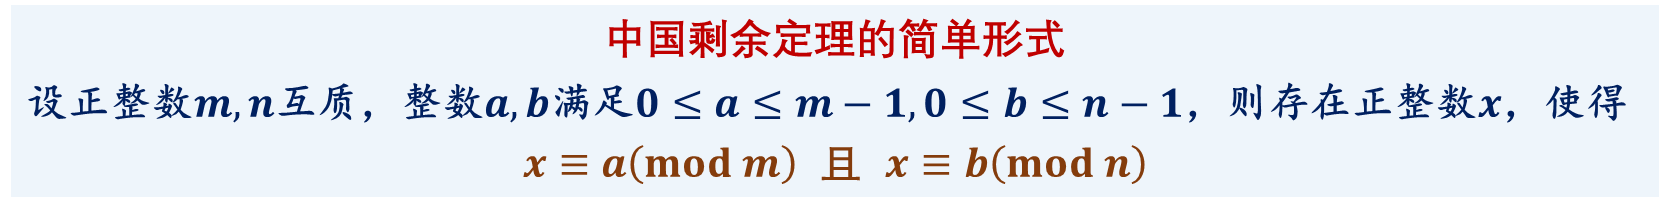 中国剩余定理的简单形式
设正整数m,n互质，整数a,b满足0 ≤ a ≤ m − 1,0 ≤ b ≤ n − 1，则存在正整数x，使得
x ≡ a(mod m) 且 x ≡ b(mod n)